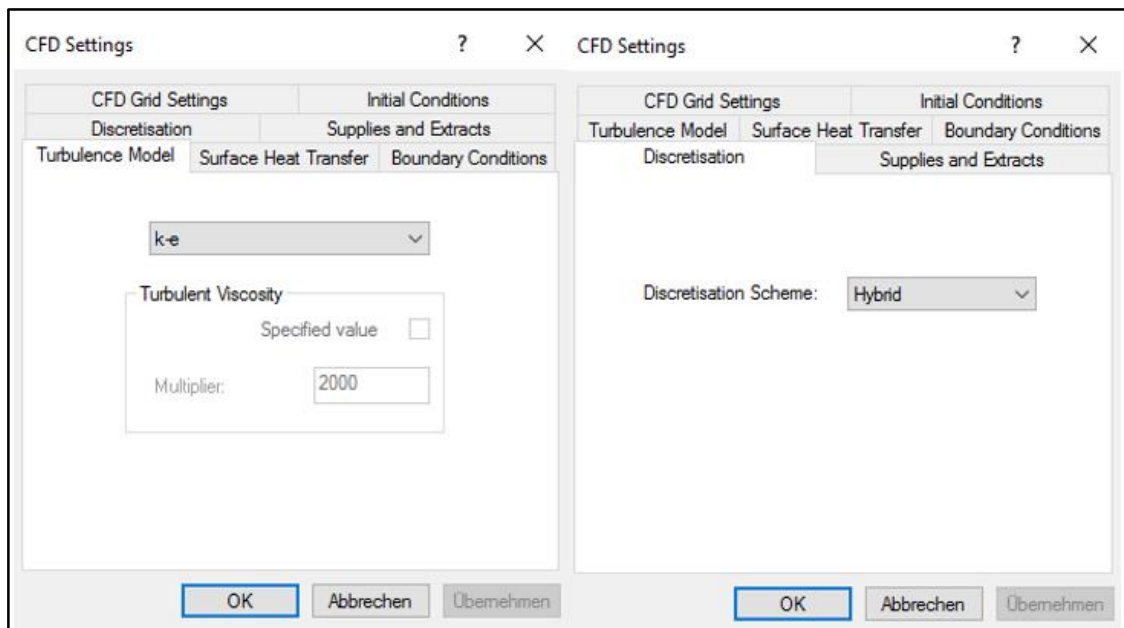 CFD Settings ?
CFD Grid Settings Initial Conditions
Discretisation Supplies and Extracts
Turbulence Model Surface Heat Transfer Boundary Conditions
k-e
Turbulent Viscosity
Specified value
Multiplier: 2000
OK Abbrechen Übernehmen
CFD Settings ?
CFD Grid Settings Initial Conditions
Turbulence Model Surface Heat Transfer Boundary Conditions
Discretisation Supplies and Extracts
Discretisation Scheme: Hybrid
OK Abbrechen Übernehmen